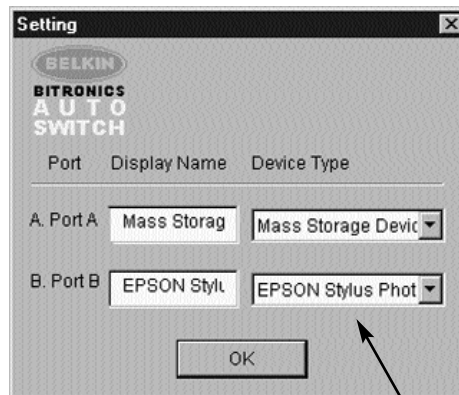 Setting
BELKIN
BITRONICS
AUTO
SWITCH
Port Display Name Device Type
A. Port A Mass Storag Mass Storage Devic
B. Port B EPSON Stylu EPSON Stylus Phot
OK